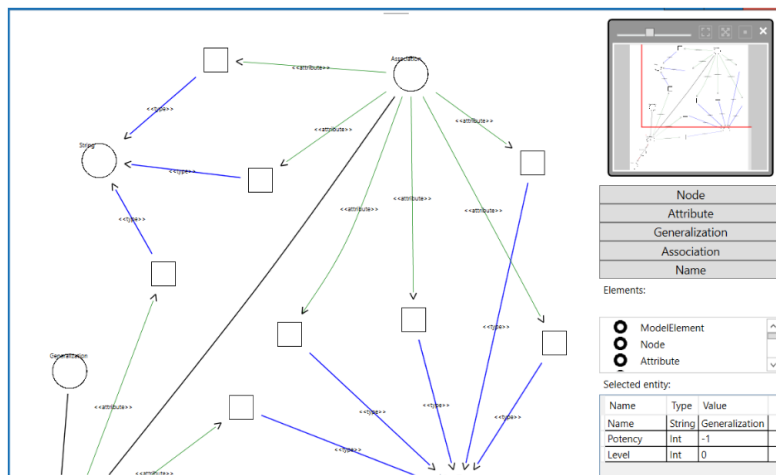 Association
<<attribute>>
<<type>>
<<attribute>>
<<attribute>>
String
<<type>>
<<type>>
<<attribute>>
<<attribute>>
<<attribute>>
<<type>>
Generalization
<<attribute>>
<<type>>
<<type>>
<<type>>
<<attribute>>
<<type>>
Node
Attribute
Generalization
Association
Name
Elements:
ModelElement
Node
Attribute
Selected entity:
Name Type Value
Name String Generalization
Potency Int -1
Level Int 0